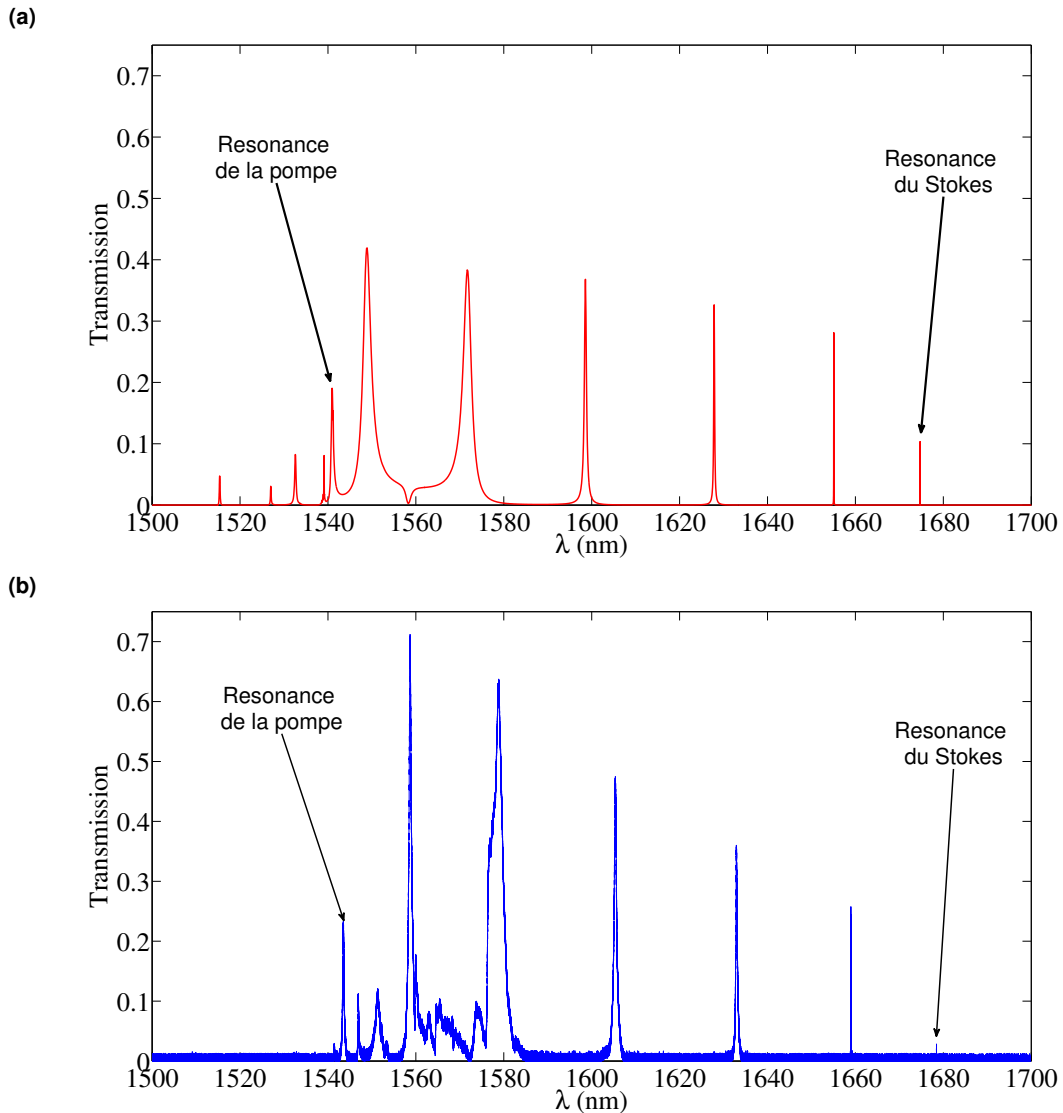 (a)
0.7
0.6
0.5
0.4
0.3
0.2
0.1
0
Transmission
Resonance
de la pompe
Resonance
du Stokes
1500 1520 1540 1560 1580 1600 1620 1640 1660 1680 1700
λ (nm)
(b)
0.7
0.6
0.5
0.4
0.3
0.2
0.1
0
Transmission
Resonance
de la pompe
Resonance
du Stokes
1500 1520 1540 1560 1580 1600 1620 1640 1660 1680 1700
λ (nm)